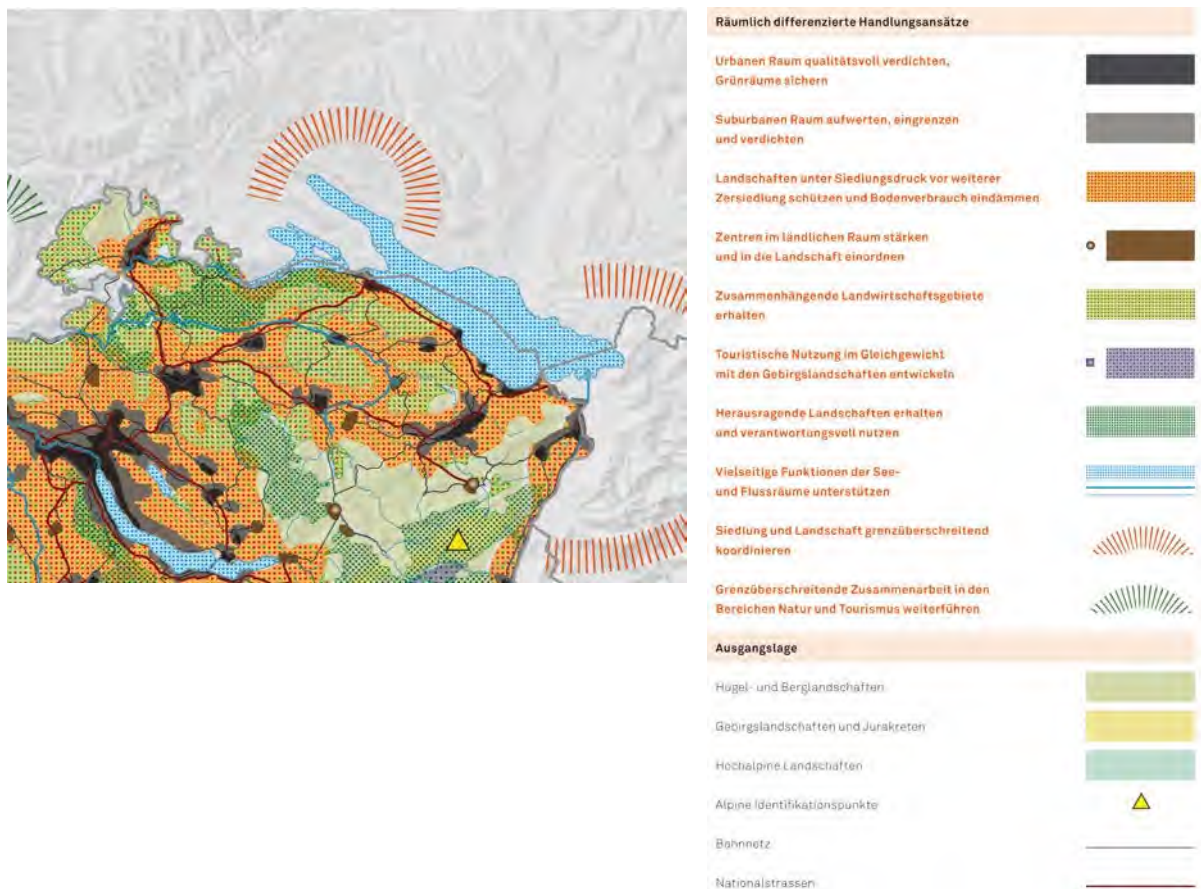 Räumlich differenzierte Handlungsansätze
Urbanen Raum qualitätsvoll verdichten,
Grünräume sichern
Suburbanen Raum aufwerten, eingrenzen
und verdichten
Landschaften unter Siedlungsdruck vor weiterer
Zersiedlung schützen und Bodenverbrauch eindämmen
Zentren im ländlichen Raum stärken
und in die Landschaft einordnen
Zusammenhängende Landwirtschaftsgebiete
erhalten
Touristische Nutzung im Gleichgewicht
mit den Gebirgslandschaften entwickeln
Herausragende Landschaften erhalten
und verantwortungsvoll nutzen
Vielseitige Funktionen der See-
und Flussräume unterstützen
Siedlung und Landschaft grenzüberschreitend
koordinieren
Grenzüberschreitende Zusammenarbeit in den
Bereichen Natur und Tourismus weiterführen
Ausgangslage
Hügel- und Berglandschaften
Gebirgslandschaften und Jurakreten
Hochalpine Landschaften
Alpine Identifikationspunkte
Bahnnetz
Nationalstrassen